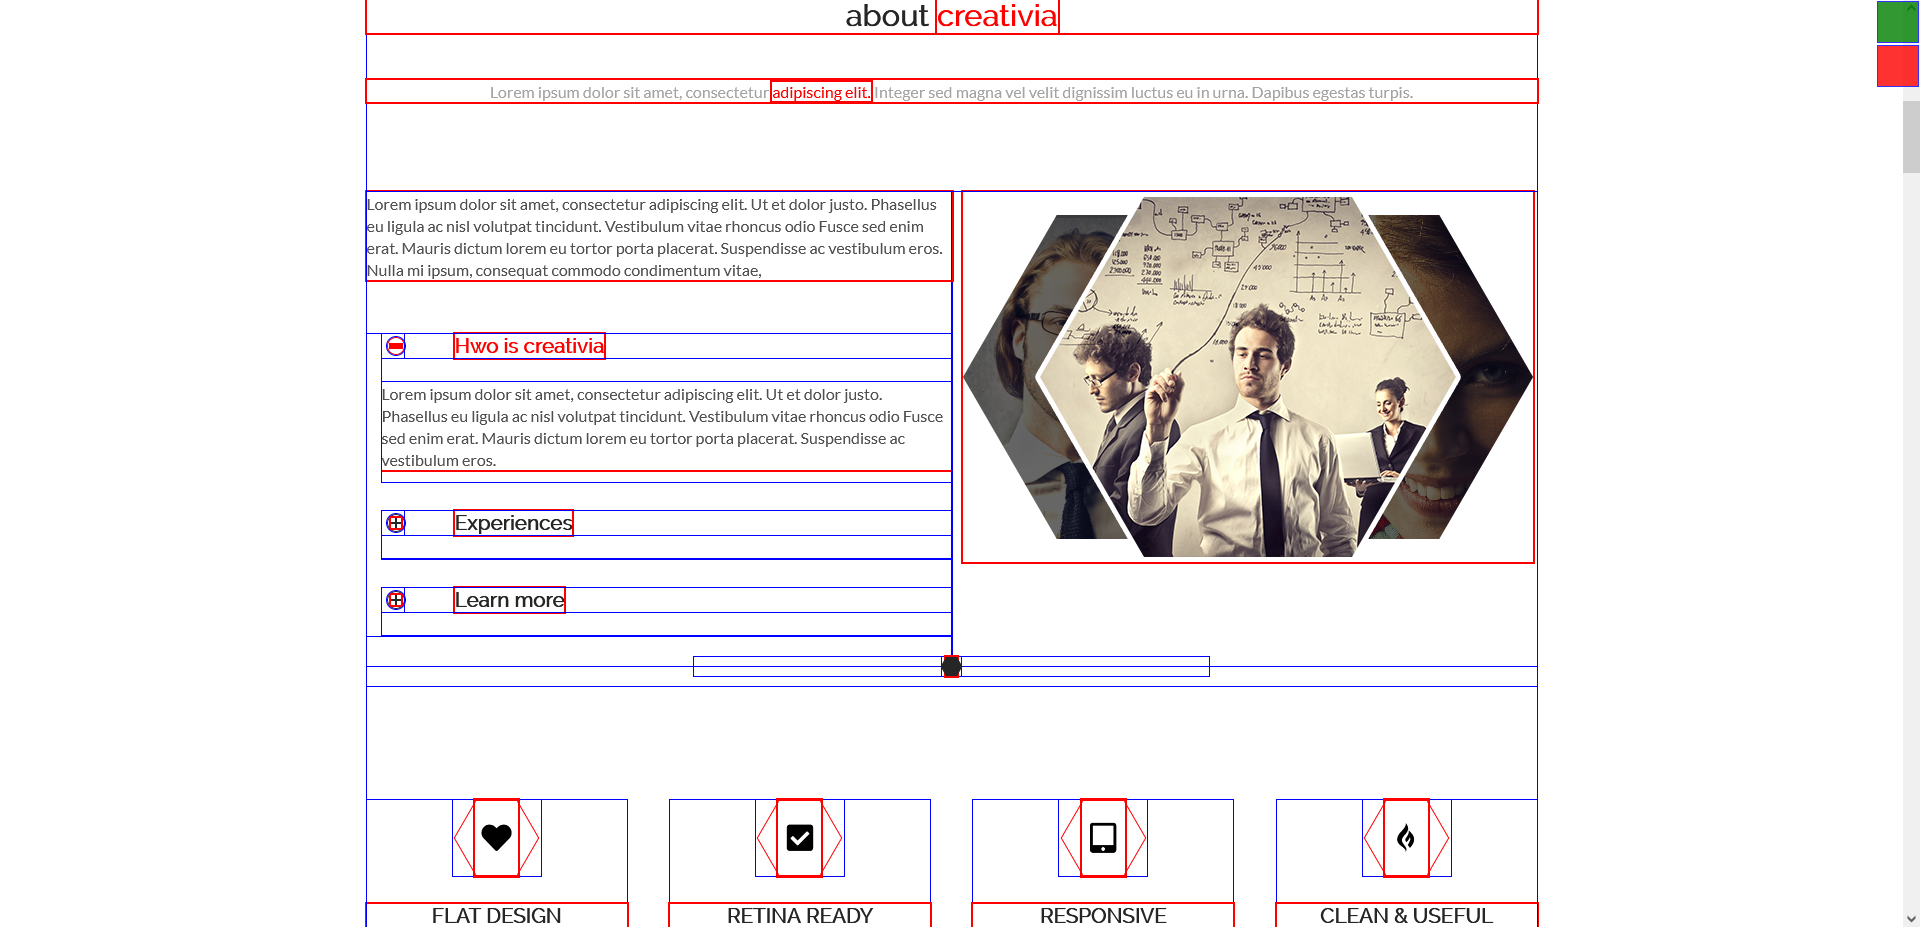 about creativia
Lorem ipsum dolor sit amet, consectetur adipiscing elit. Integer sed magna vel velit dignissim luctus eu in urna. Dapibus egestas turpis.
Lorem ipsum dolor sit amet, consectetur adipiscing elit. Ut et dolor justo. Phasellus
eu ligula ac nisl volutpat tincidunt. Vestibulum vitae rhoncus odio Fusce sed enim
erat. Mauris dictum lorem eu tortor porta placerat. Suspendisse ac vestibulum eros.
Nulla mi ipsum, consequat commodo condimentum vitae,
Hwo is creativia
Lorem ipsum dolor sit amet, consectetur adipiscing elit. Ut et dolor justo.
Phasellus eu ligula ac nisl volutpat tincidunt. Vestibulum vitae rhoncus odio Fusce
sed enim erat. Mauris dictum lorem eu tortor porta placerat. Suspendisse ac
vestibulum eros.
Experiences
Learn more
FLAT DESIGN
RETINA READY
RESPONSIVE
CLEAN & USEFUL